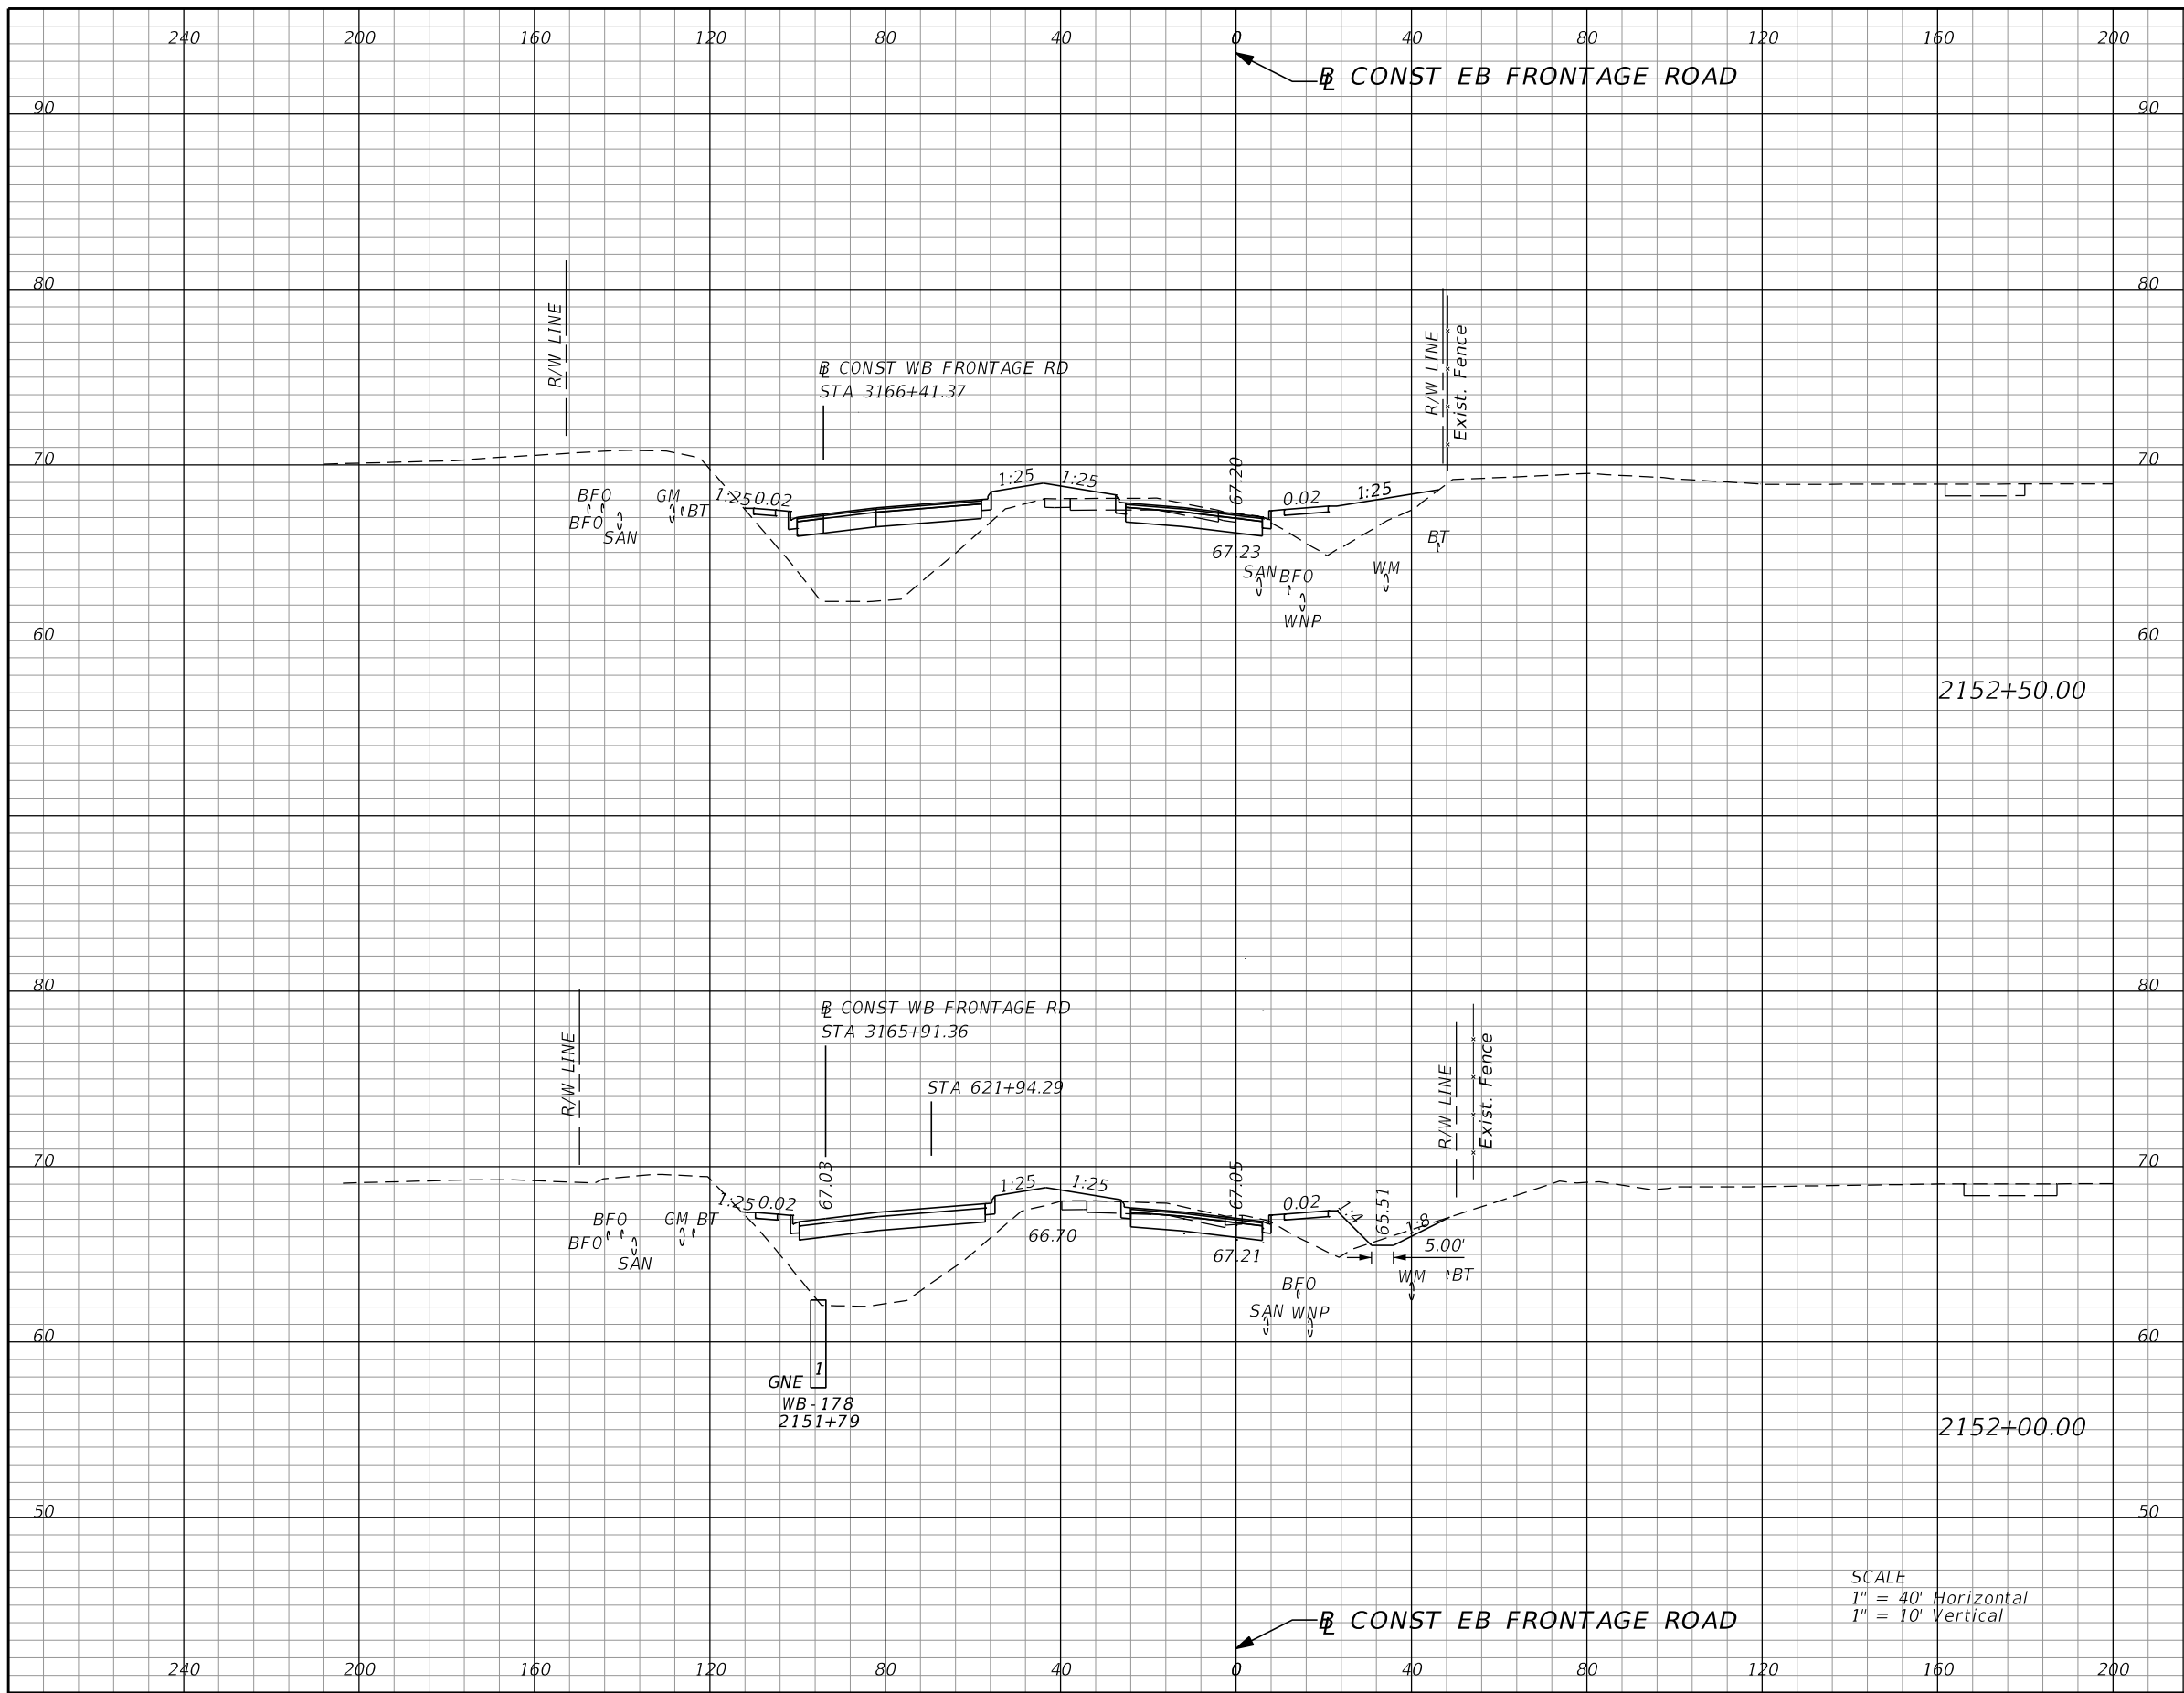 240 200 160 120 80 40 0 40 80 120 160 200
BL CONST EB FRONTAGE ROAD
90 90
80 80
R/W LINE
R/W LINE
Exist. Fence
BL CONST WB FRONTAGE RD
STA 3166+41.37
70 70
67.20
1:25 1:25
BFO GM 1:25 0.02 0.02 1:25
BT
BFO
SAN BT
67.23
SAN BFO WM
WNP
60 60
2152+50.00
80 80
BL CONST WB FRONTAGE RD
STA 3165+91.36
R/W LINE
R/W LINE
Exist. Fence
STA 621+94.29
70 70
67.03 67.05
1:25 1:25
1:25 0.02 0.02 1:4 65.51 1:8
BFO GM BT
BFO 66.70 67.21 5.00'
SAN
BFO WM BT
SAN WNP
60 60
1
GNE
WB-178
2151+79
2152+00.00
50 50
SCALE
1" = 40' Horizontal
1" = 10' Vertical
BL CONST EB FRONTAGE ROAD
240 200 160 120 80 40 0 40 80 120 160 200